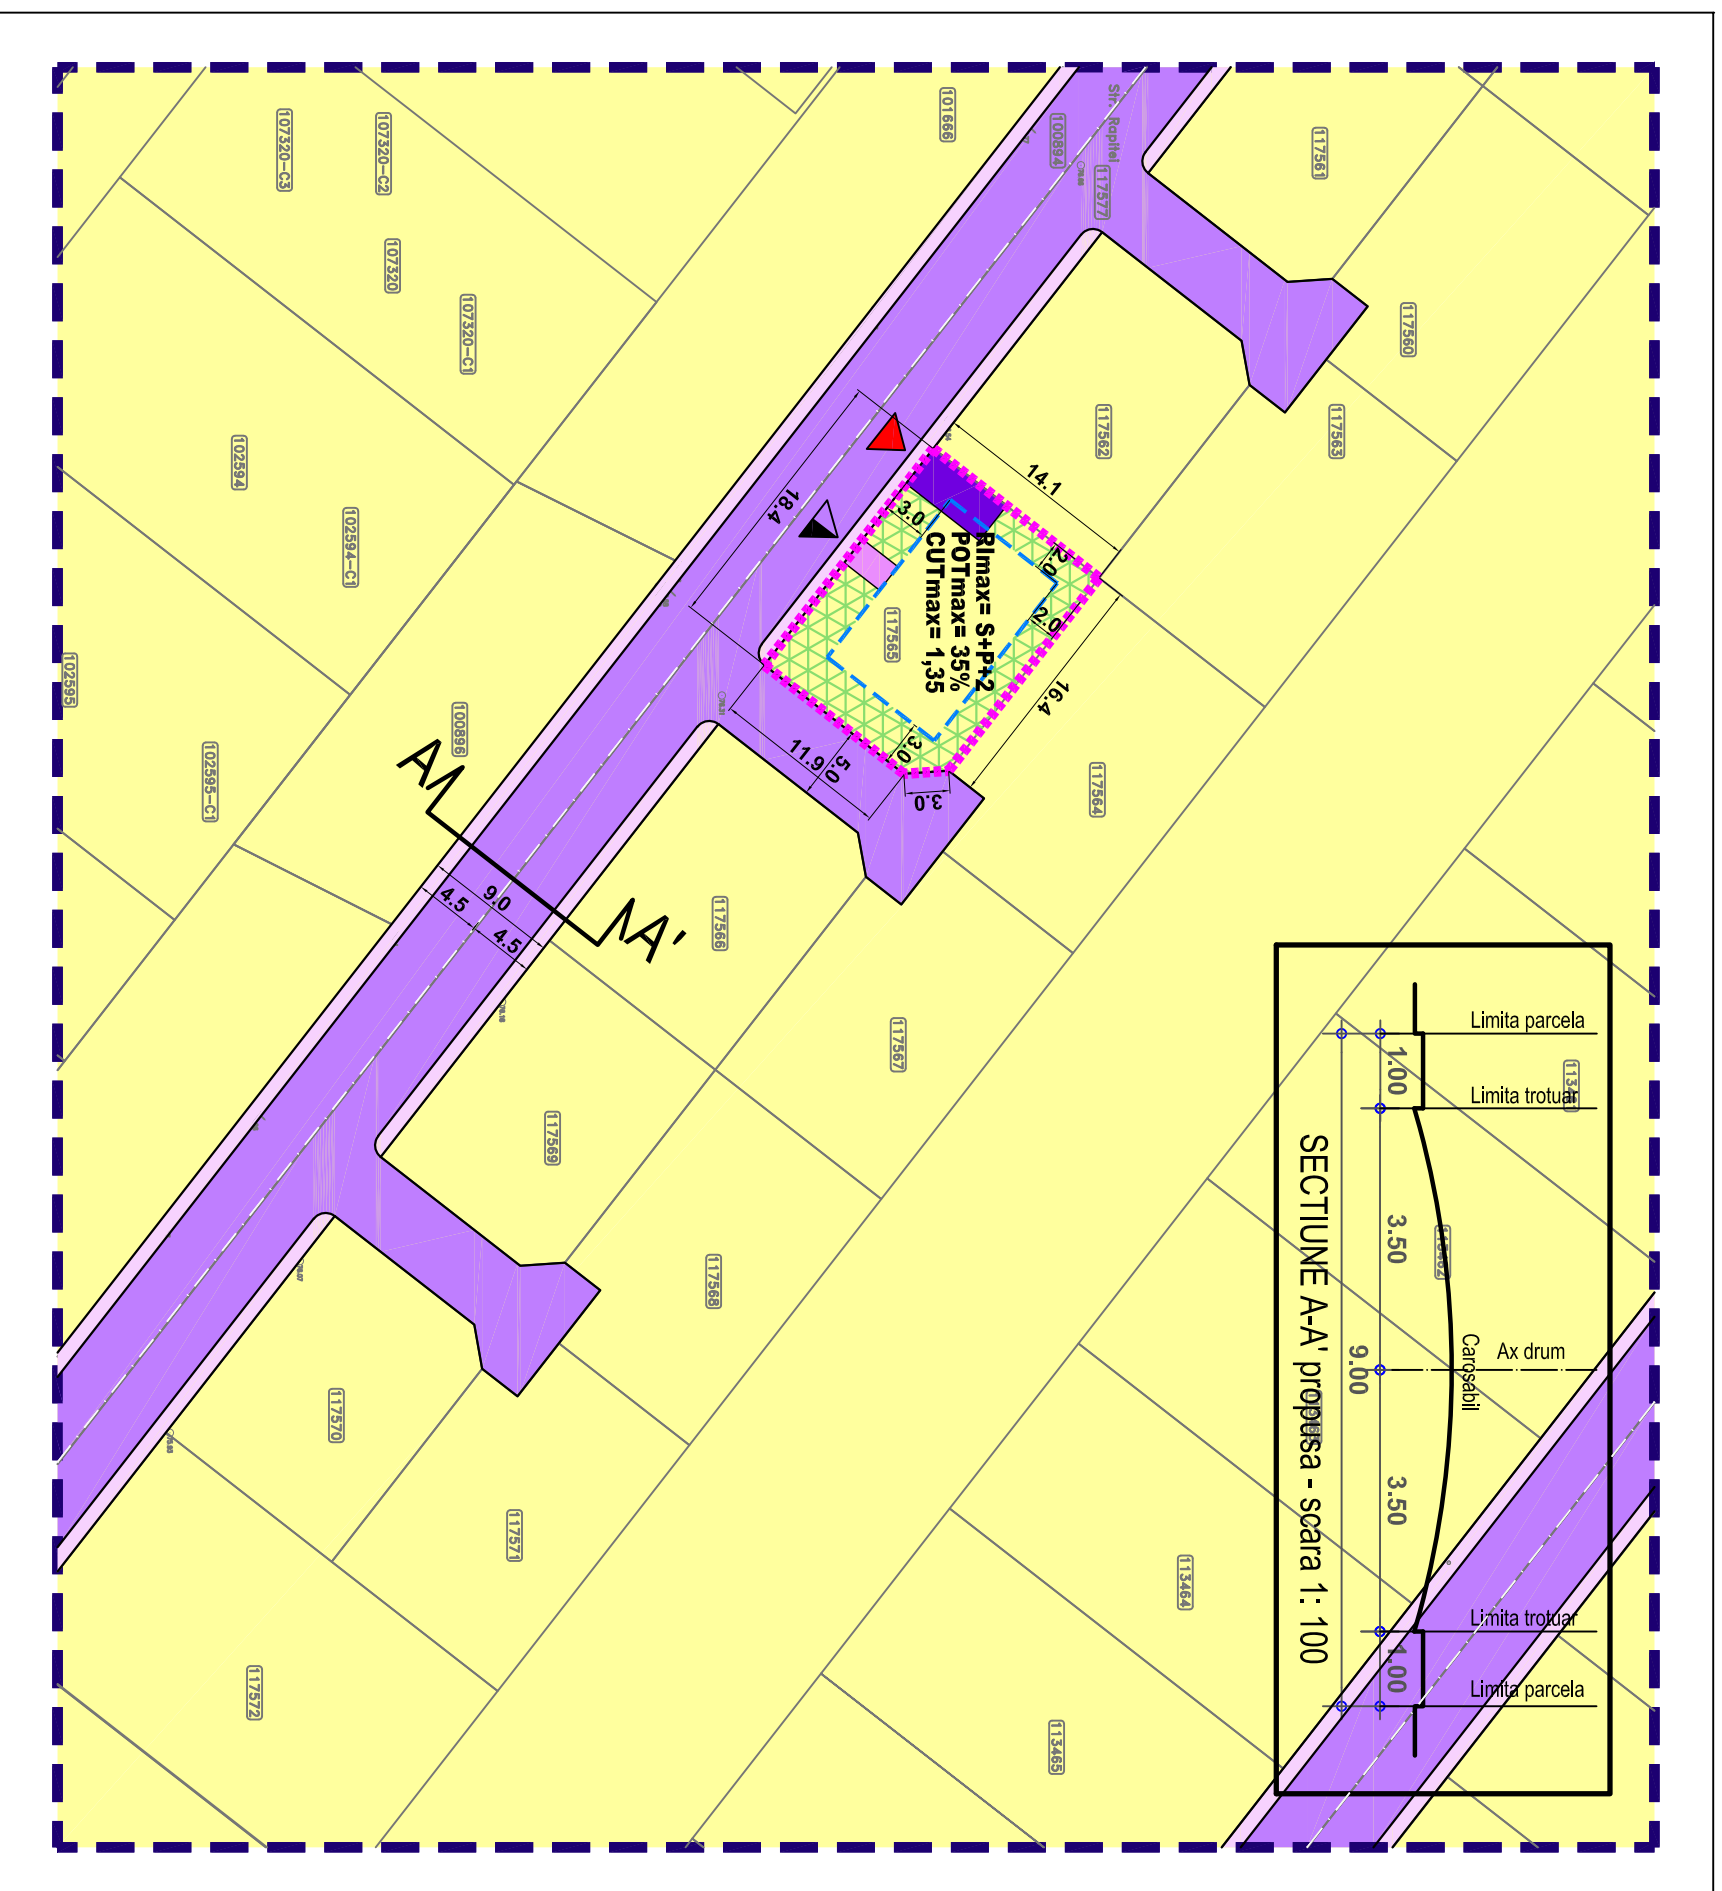 Str. Rapitei
100894
117577
101666
117561
107320-C3
107320-C2
107320
107320-C1
117560
117562
117563
102594
102594-C1
102595
102595-C1
100896
14.1
18.4
3.0
2.0
2.0
RImax= S+P+2
POTmax= 35%
CUTmax= 1,35
117565
16.4
3.0
11.9
5.0
3.0
117564
A
A'
9.0
4.5
4.5
117566
117567
117569
117568
117570
117571
117572
113464
113465
Limita parcela
1.00
Limita trotuar
3.50
Ax drum
Carosabil
9.00
3.50
Limita trotuar
1.00
Limita parcela
SECTIUNE A-A' propusa - scara 1: 100